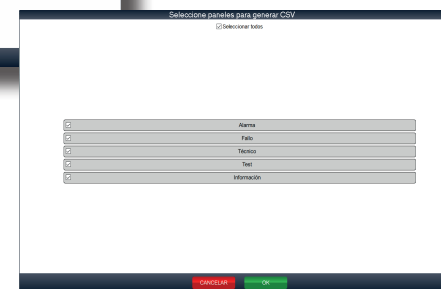 Seleccione paneles para generar CSV
Seleccionar todos
Alarma
Fallo
Técnico
Test
Información
CANCELAR OK